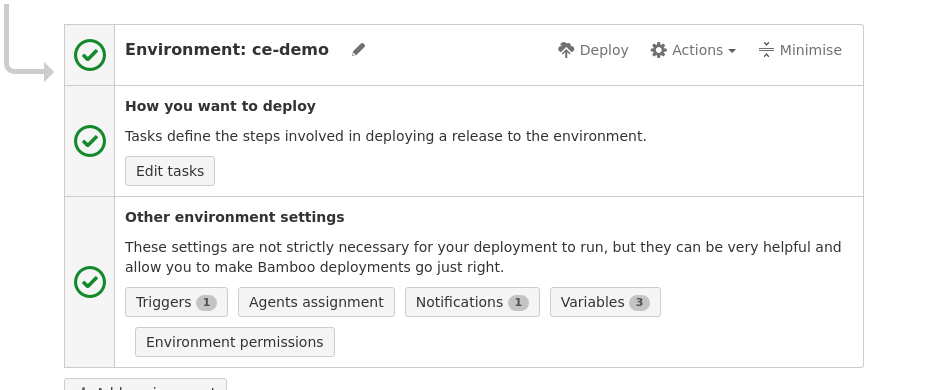 Environment: ce-demo
Deploy
Actions
Minimise
How you want to deploy
Tasks define the steps involved in deploying a release to the environment.
Edit tasks
Other environment settings
These settings are not strictly necessary for your deployment to run, but they can be very helpful and
allow you to make Bamboo deployments go just right.
Triggers 1
Agents assignment
Notifications 1
Variables 3
Environment permissions